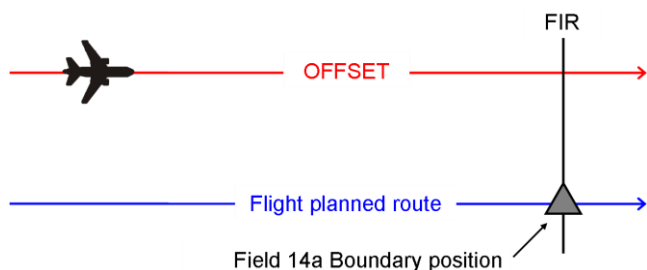 FIR
OFFSET
Flight planned route
Field 14a Boundary position